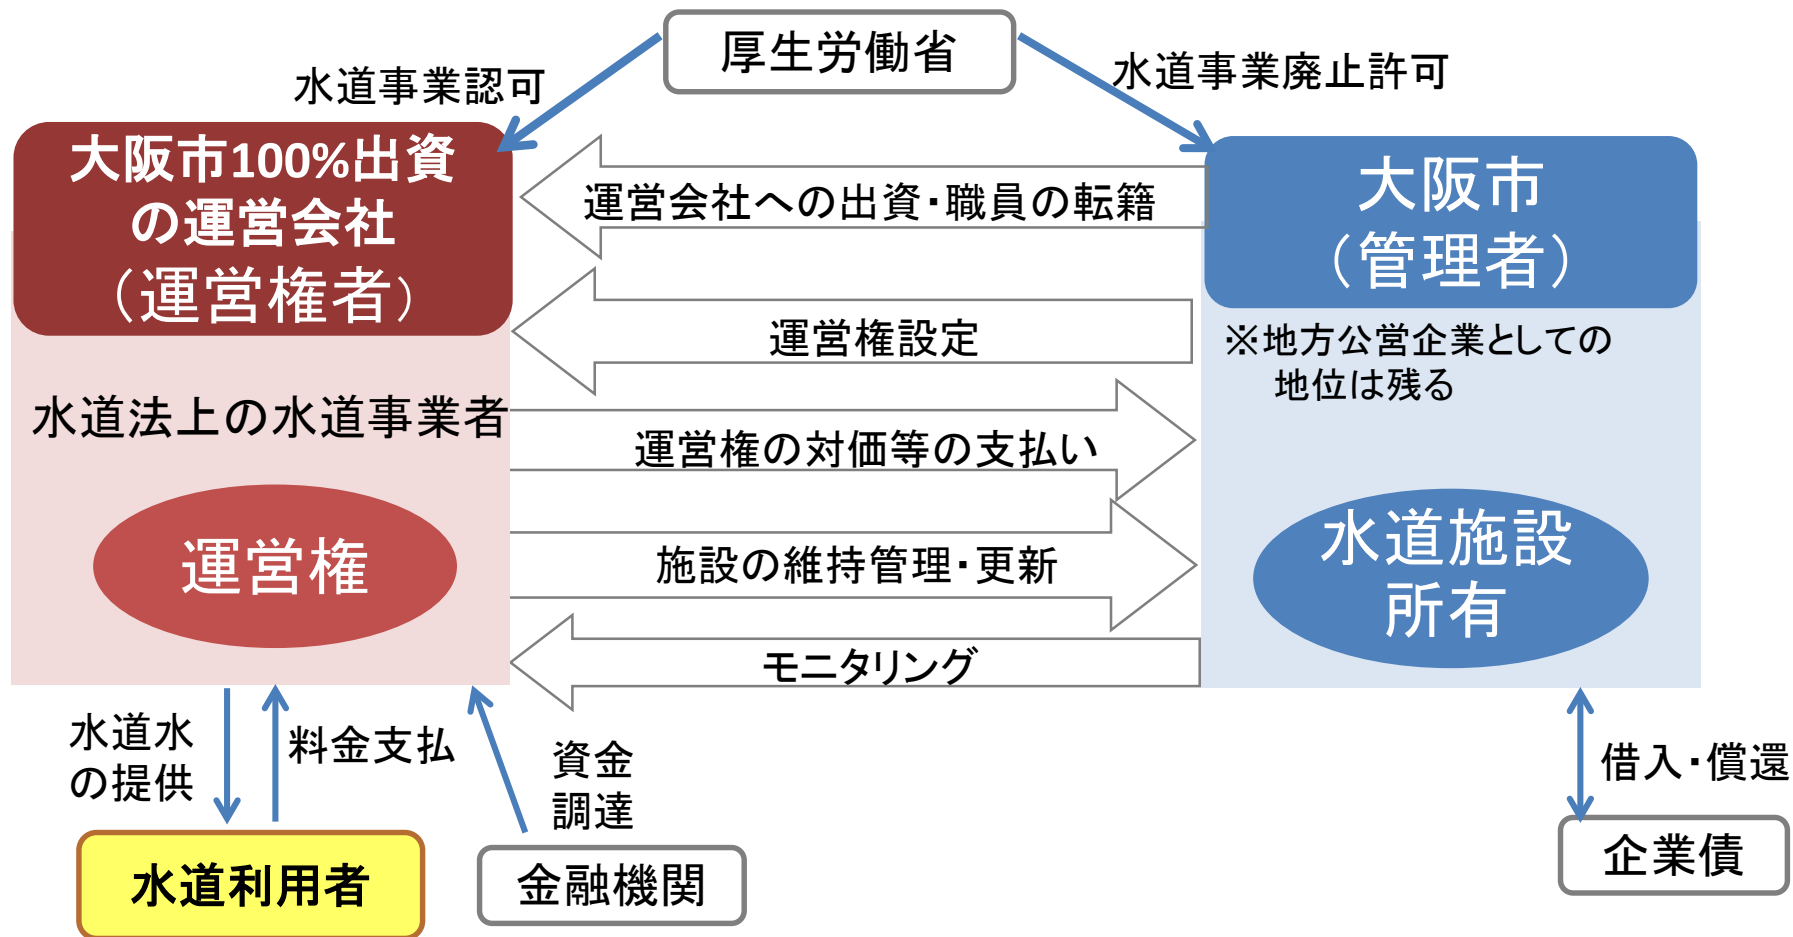 厚生労働省
水道事業認可
水道事業廃止許可
大阪市100%出資
の運営会社
（運営権者）
運営会社への出資・職員の転籍
大阪市
（管理者）
運営権設定
※地方公営企業としての
地位は残る
水道法上の水道事業者
運営権の対価等の支払い
運営権
施設の維持管理・更新
水道施設
所有
モニタリング
水道水
の提供
料金支払
資金
調達
借入・償還
水道利用者
金融機関
企業債